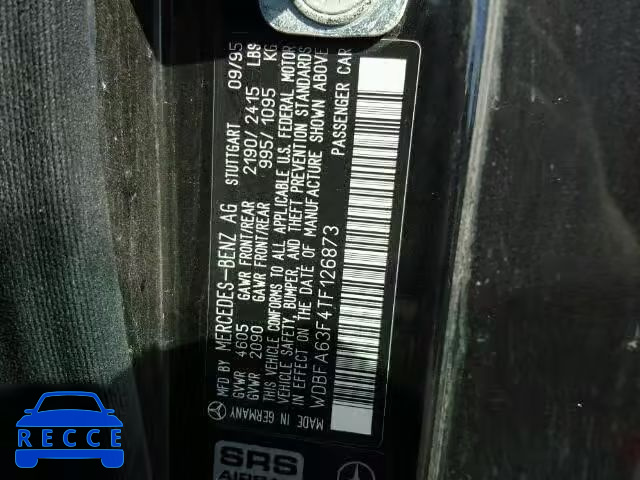 MFD BY MERCEDES-BENZ AG STUTTGART 09/95
GVWR 4605 GAWR FRONT/REAR 2190/2415 LBS
GVWR 2090 GAWR FRONT/REAR 995/1095 KG
THIS VEHICLE CONFORMS TO ALL APPLICABLE U.S. FEDERAL MOTOR
VEHICLE SAFETY, BUMPER, AND THEFT PREVENTION STANDARDS
IN EFFECT ON THE DATE OF MANUFACTURE SHOWN ABOVE
WDBFA63F4TF126873 PASSENGER CAR
MADE IN
GERMANY
SRS
AIRBAG
RECCE